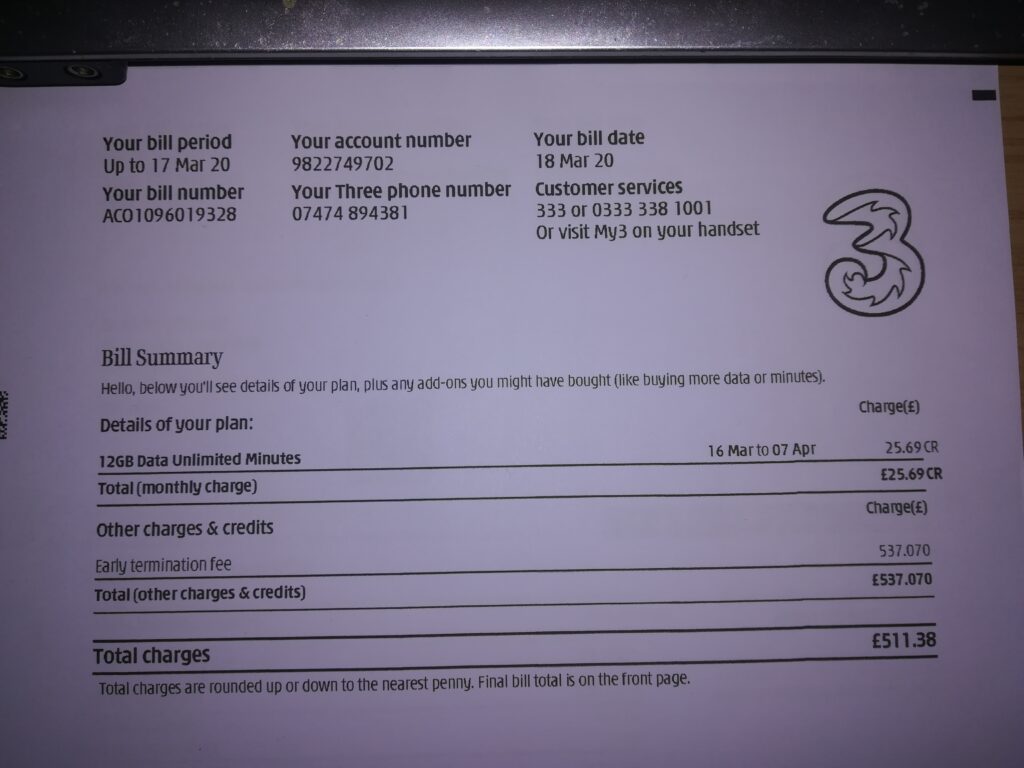 Your bill period
Up to 17 Mar 20
Your account number
9822749702
Your bill date
18 Mar 20
Your bill number
AC01096019328
Your Three phone number
07474 894381
Customer services
333 or 0333 338 1001
Or visit My3 on your handset
3
Bill Summary
Hello, below you'll see details of your plan, plus any add-ons you might have bought (like buying more data or minutes).
Charge(£)
Details of your plan:
12GB Data Unlimited Minutes 16 Mar to 07 Apr 25.69 CR
Total (monthly charge) £25.69 CR
Charge(£)
Other charges & credits
Early termination fee 537.070
Total (other charges & credits) £537.070
Total charges £511.38
Total charges are rounded up or down to the nearest penny. Final bill total is on the front page.